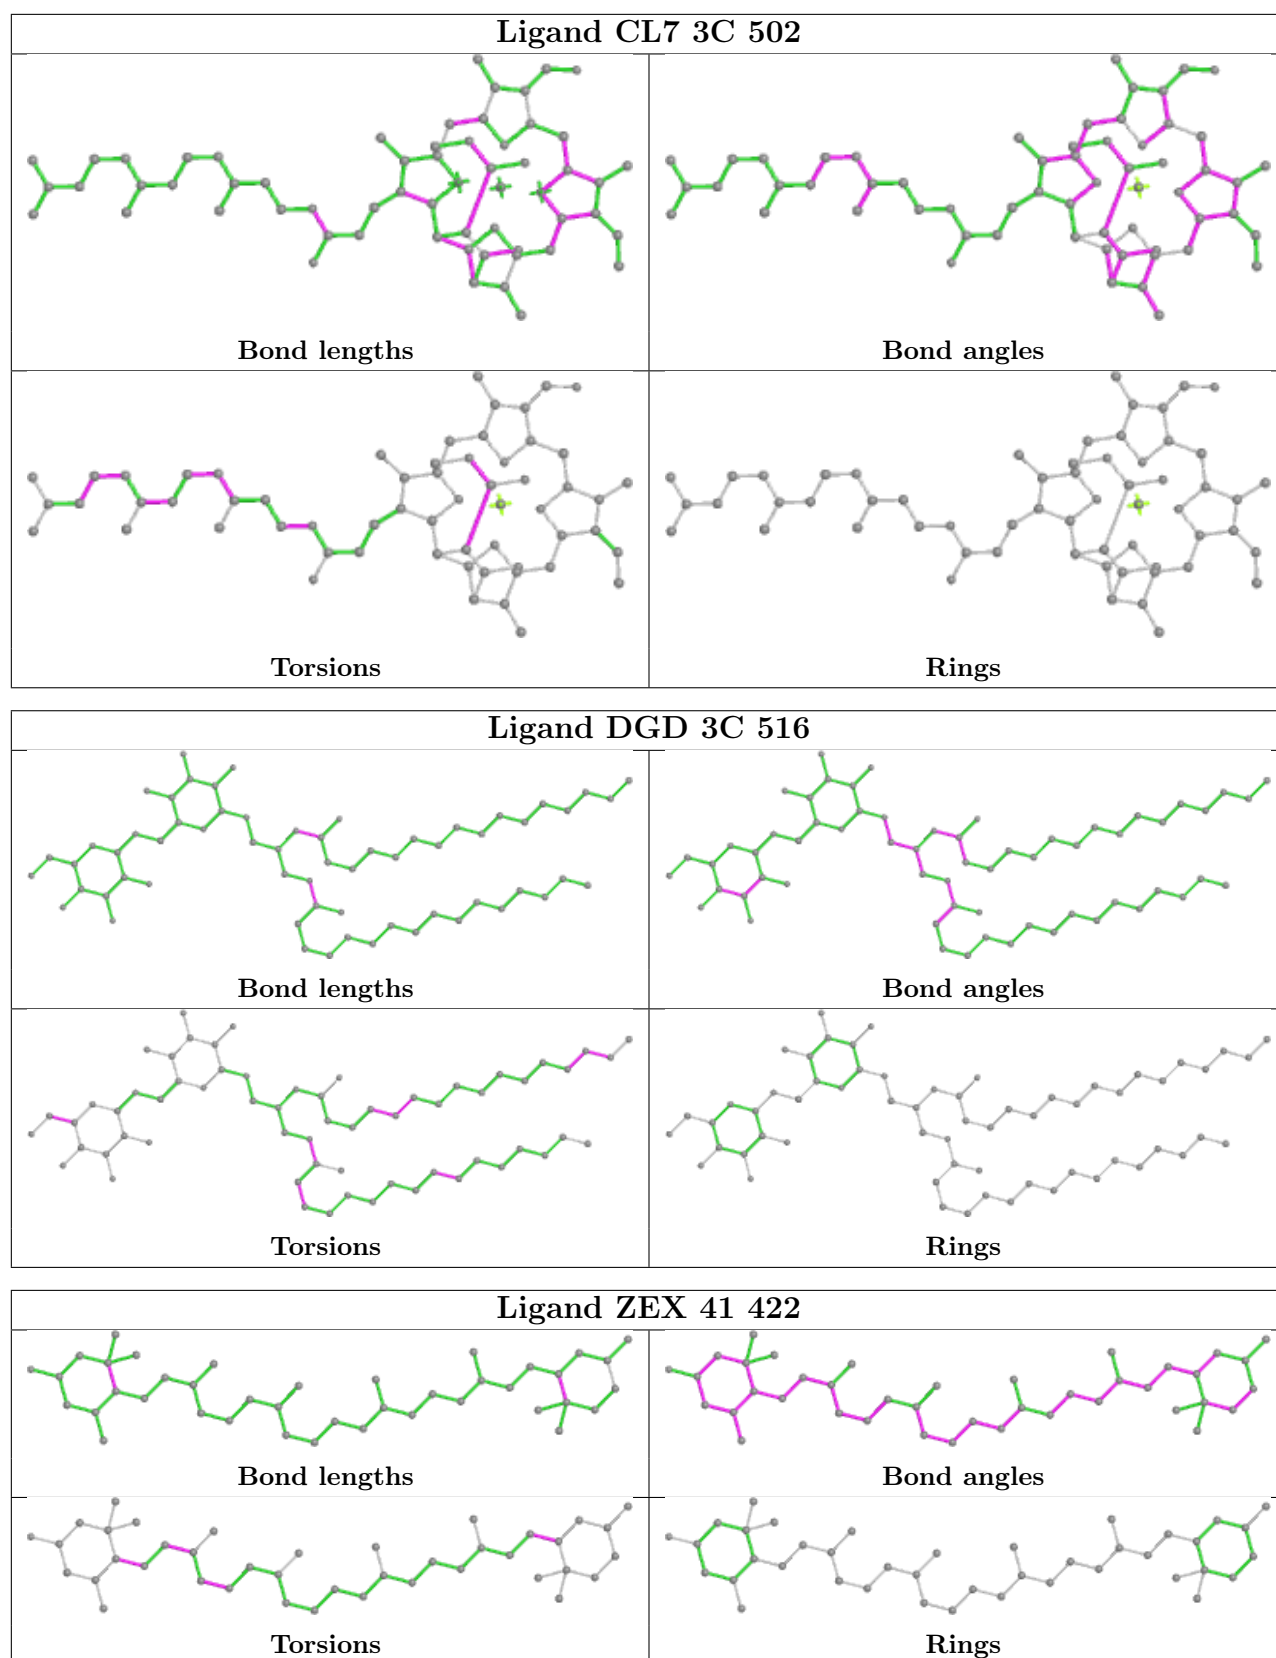 Ligand CL7 3C 502
Bond lengths
Bond angles
Torsions
Rings
Ligand DGD 3C 516
Bond lengths
Bond angles
Torsions
Rings
Ligand ZEX 41 422
Bond lengths
Bond angles
Torsions
Rings